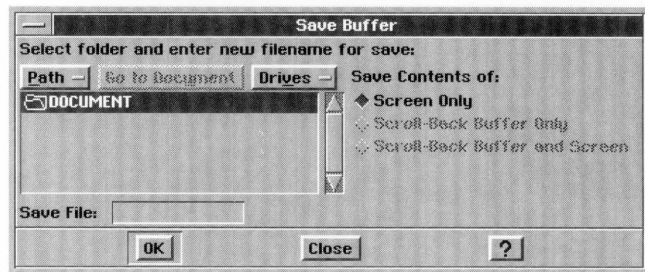 Save Buffer
Select folder and enter new filename for save:
Path Go to Document Drives Save Contents of:
DOCUMENT
Screen Only
Scroll-Back Buffer Only
Scroll-Back Buffer and Screen
Save File:
OK Close ?